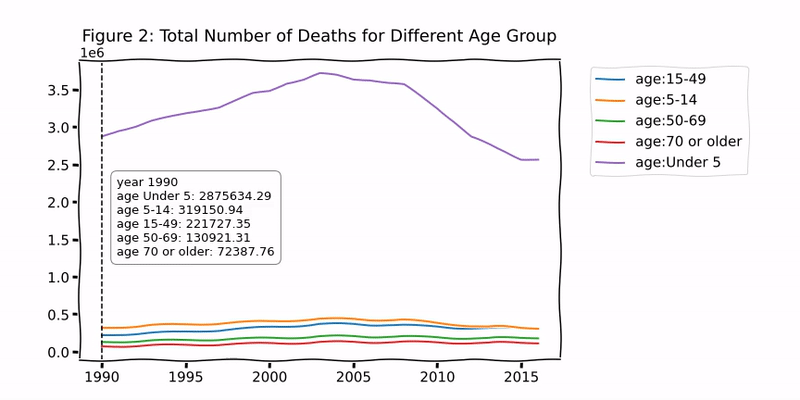 Figure 2: Total Number of Deaths for Different Age Group
1e6
3.5
3.0
2.5
2.0
1.5
1.0
0.5
0.0
1990
1995
2000
2005
2010
2015
year 1990
age Under 5: 2875634.29
age 5-14: 319150.94
age 15-49: 221727.35
age 50-69: 130921.31
age 70 or older: 72387.76
age:15-49
age:5-14
age:50-69
age:70 or older
age:Under 5